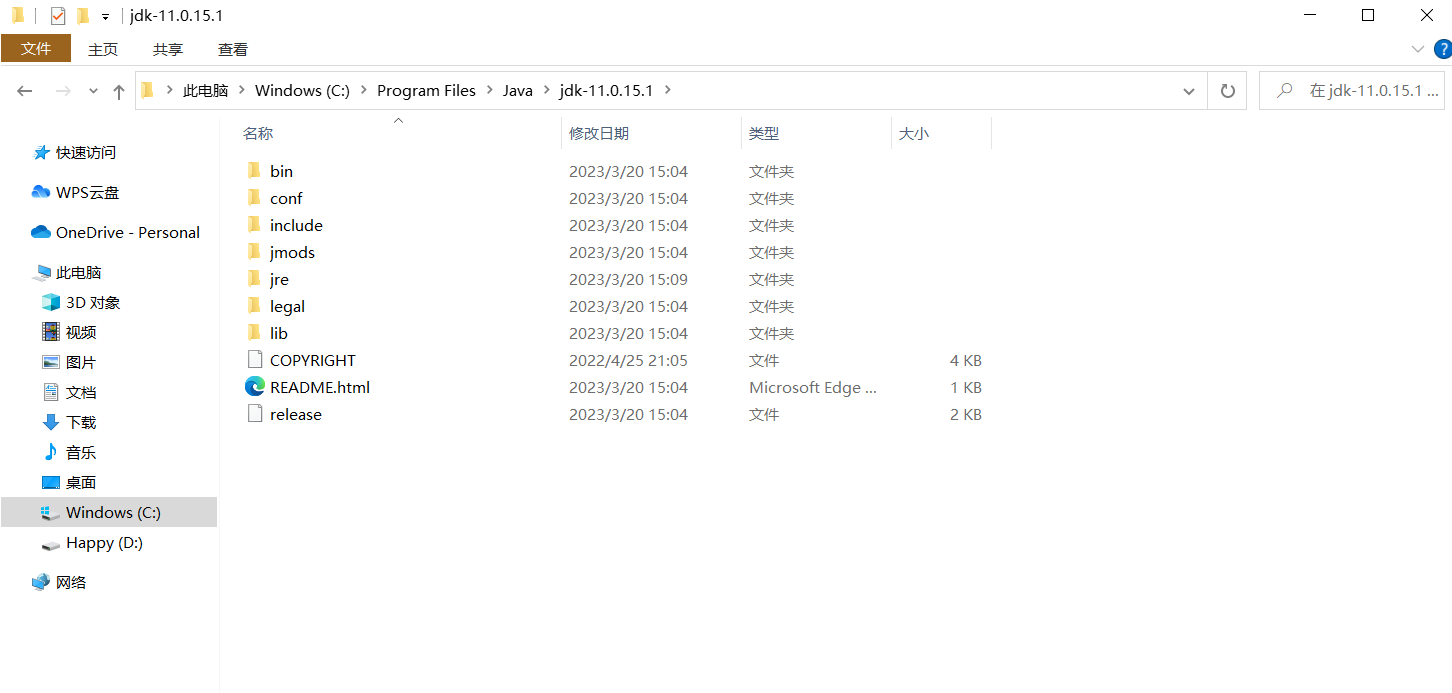 jdk-11.0.15.1
文件 主页 共享 查看 ?
此电脑 Windows (C:) Program Files Java jdk-11.0.15.1 在 jdk-11.0.15.1 ...
快速访问
WPS云盘
OneDrive - Personal
此电脑
3D 对象
视频
图片
文档
下载
音乐
桌面
Windows (C:)
Happy (D:)
网络
名称 修改日期 类型 大小
bin 2023/3/20 15:04 文件夹
conf 2023/3/20 15:04 文件夹
include 2023/3/20 15:04 文件夹
jmods 2023/3/20 15:04 文件夹
jre 2023/3/20 15:09 文件夹
legal 2023/3/20 15:04 文件夹
lib 2023/3/20 15:04 文件夹
COPYRIGHT 2022/4/25 21:05 文件 4 KB
README.html 2023/3/20 15:04 Microsoft Edge ... 1 KB
release 2023/3/20 15:04 文件 2 KB